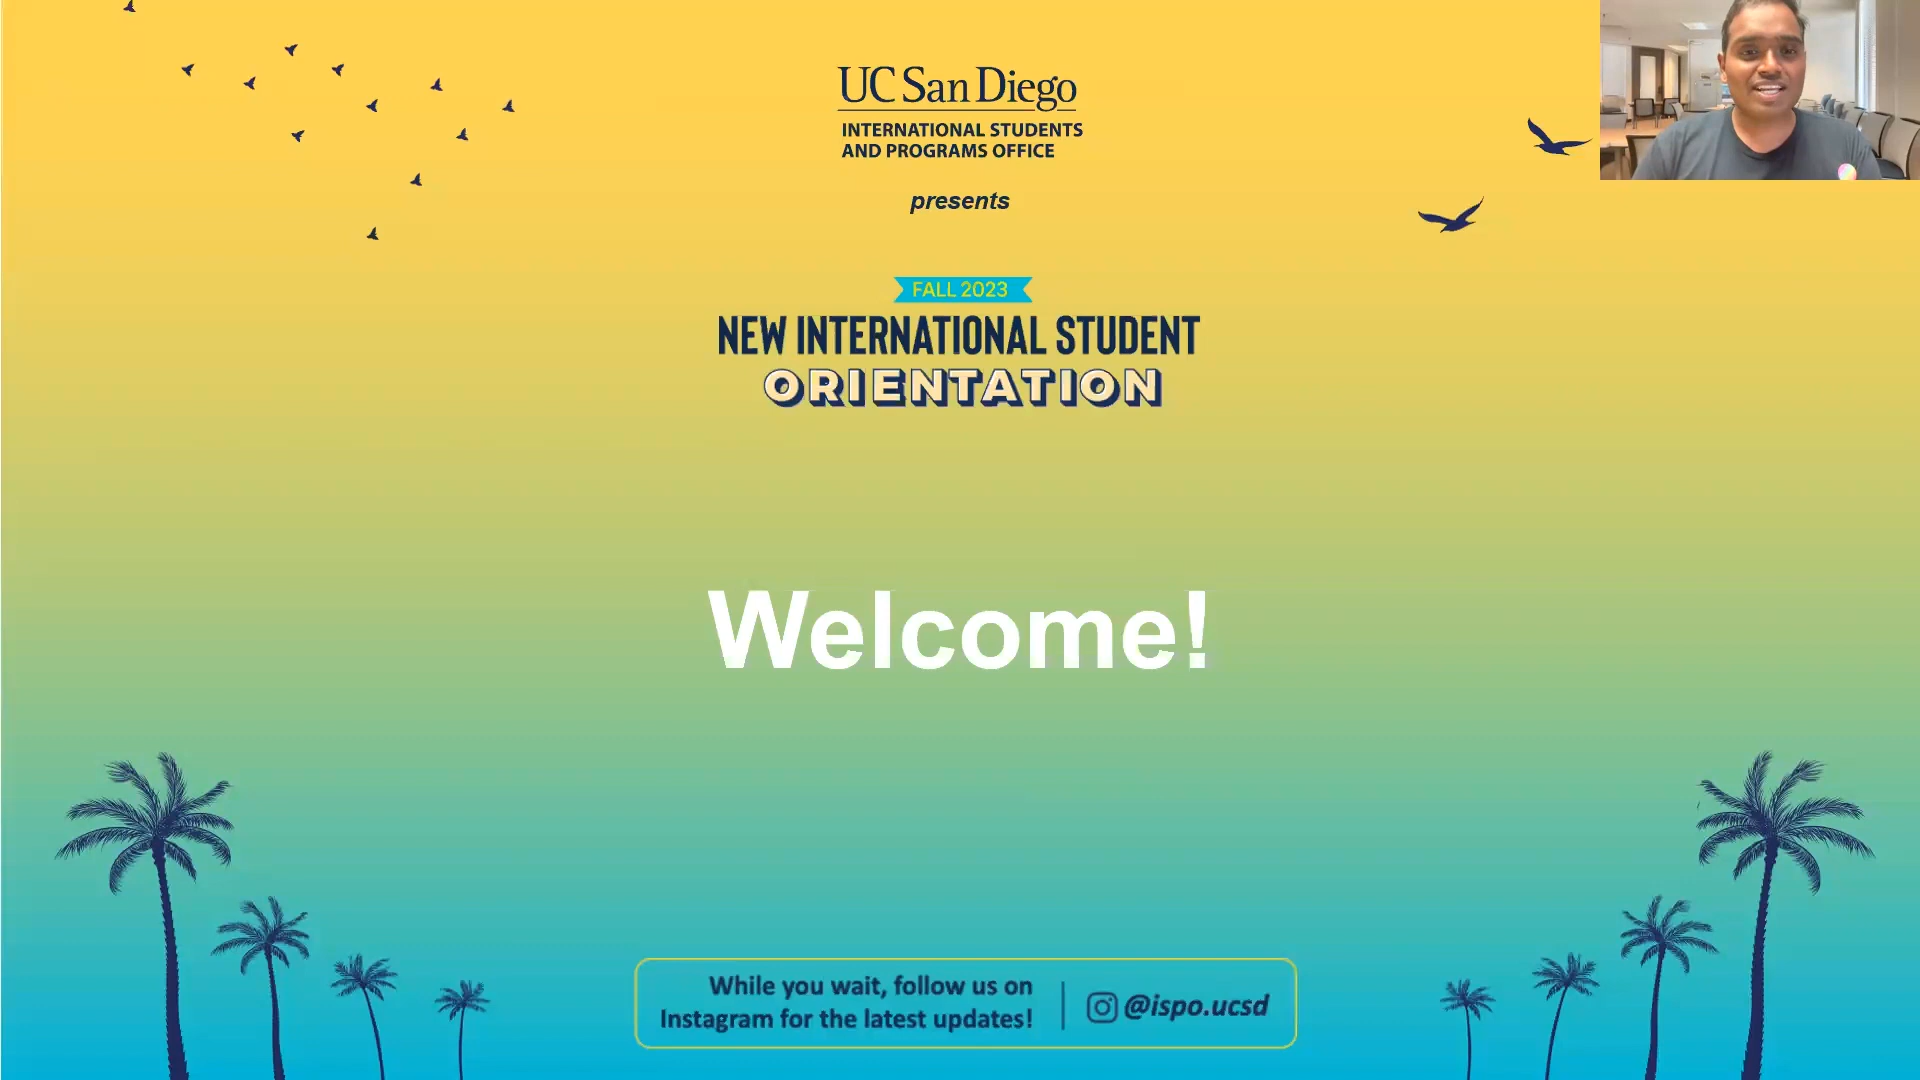 UC San Diego
INTERNATIONAL STUDENTS
AND PROGRAMS OFFICE
presents
FALL 2023
NEW INTERNATIONAL STUDENT
ORIENTATION
Welcome!
While you wait, follow us on
Instagram for the latest updates!
@ispo.ucsd